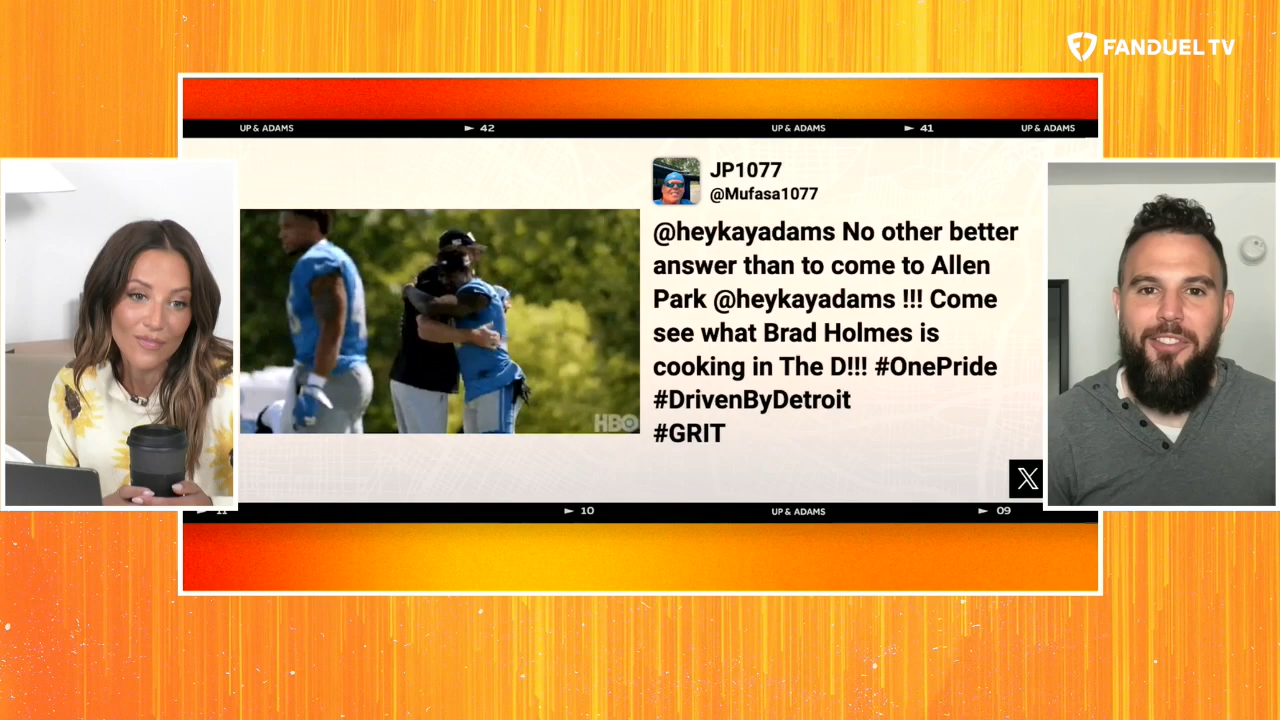 FANDUEL TV
UP & ADAMS 42 UP & ADAMS 41 UP & ADAMS
JP1077
@Mufasa1077
@heykayadams No other better
answer than to come to Allen
Park @heykayadams !!! Come
see what Brad Holmes is
cooking in The D!!! #OnePride
#DrivenByDetroit
#GRIT
HBO
X
10 UP & ADAMS 09